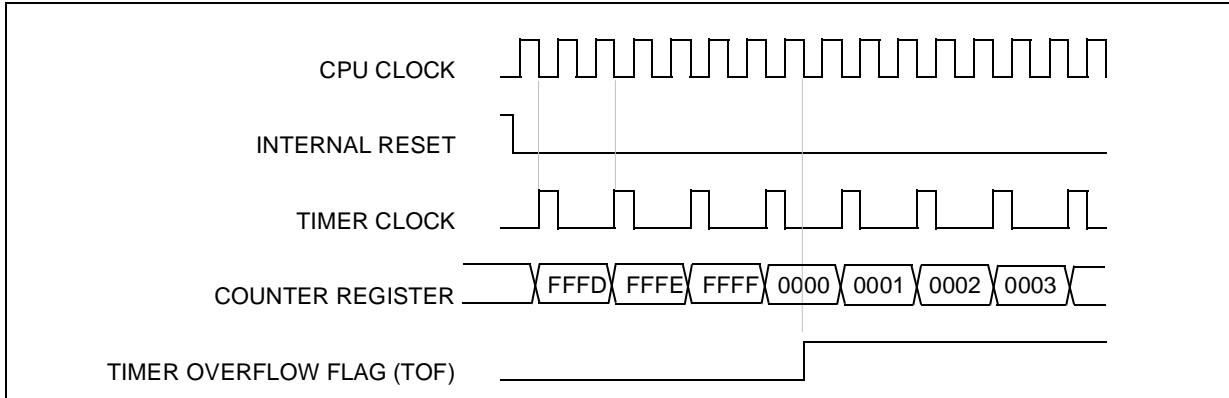 CPU CLOCK
INTERNAL RESET
TIMER CLOCK
COUNTER REGISTER FFFD FFFE FFFF 0000 0001 0002 0003
TIMER OVERFLOW FLAG (TOF)